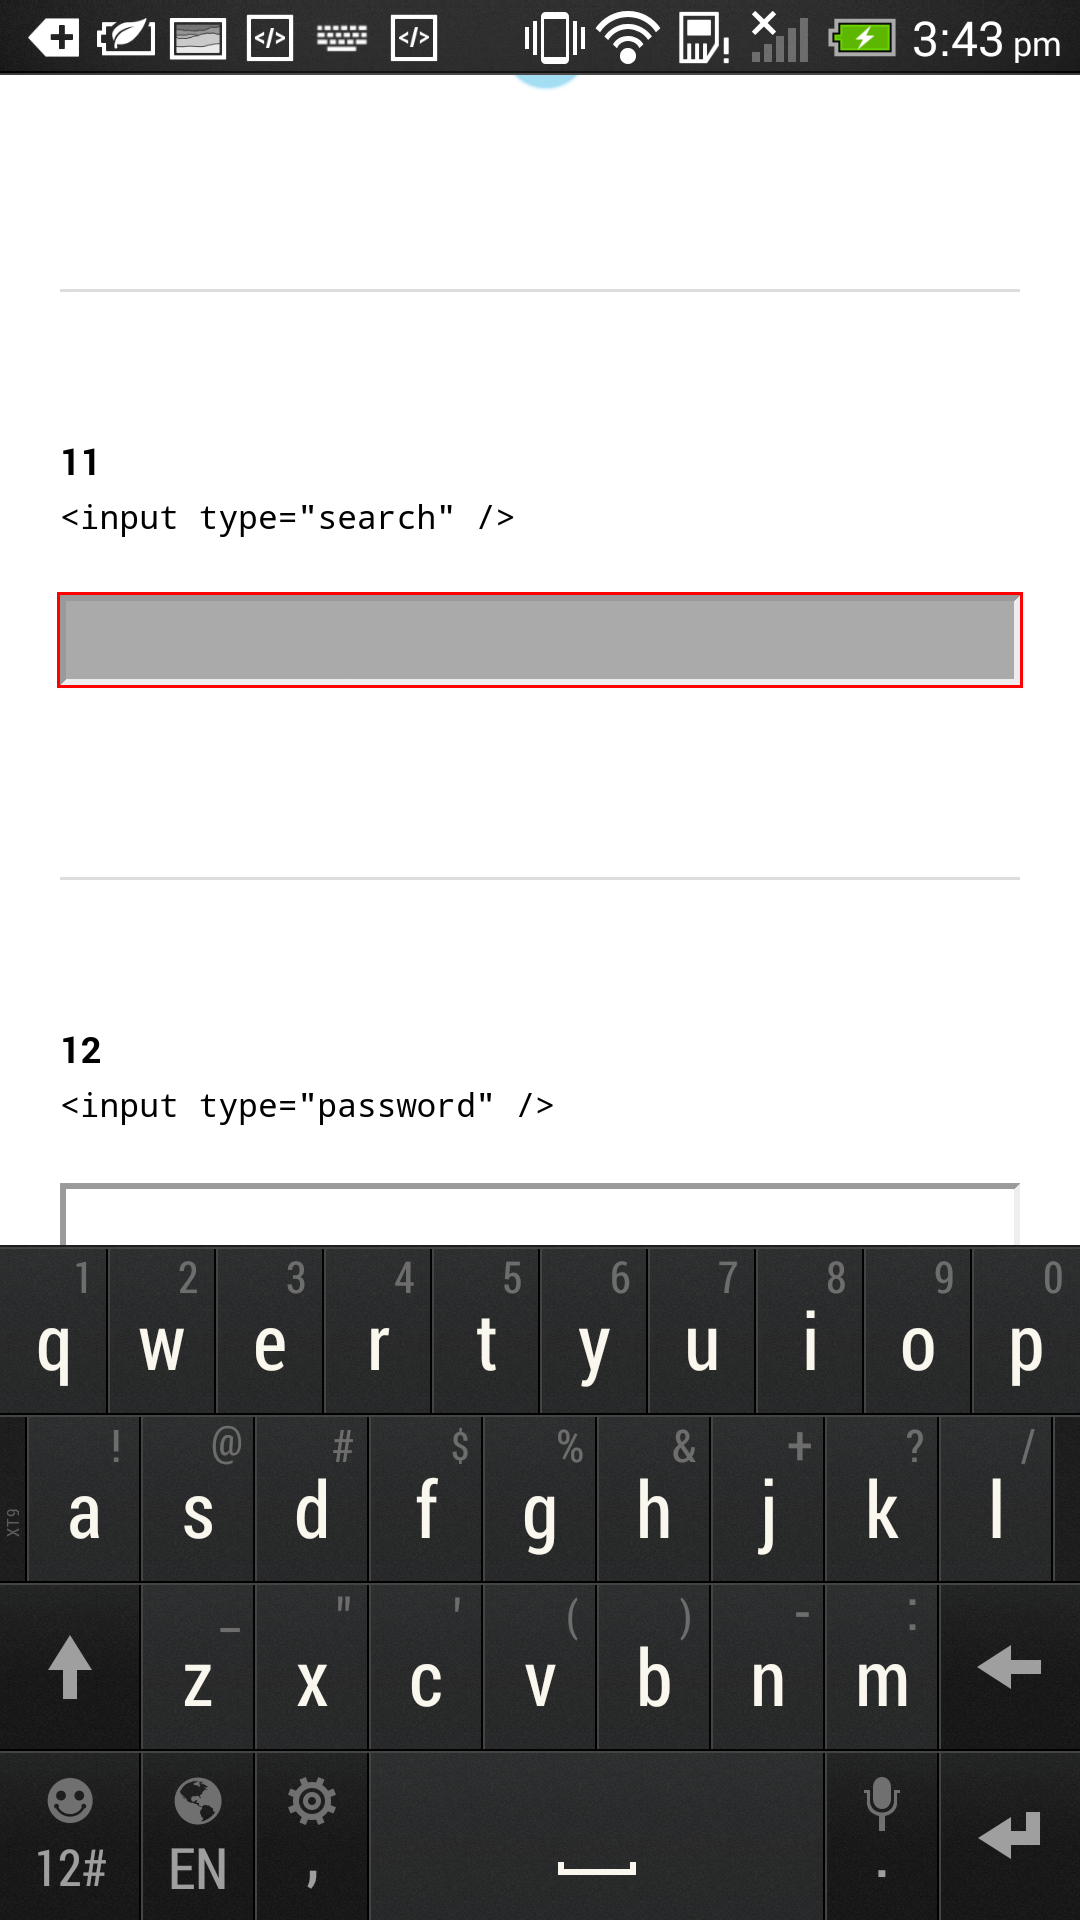 3:43 pm
11
<input type="search" />
12
<input type="password" />
1 2 3 4 5 6 7 8 9 0
q w e r t y u i o p
! @ # $ % & + ? /
XT9 a s d f g h j k l
_ " ' ( ) - :
z x c v b n m
12# EN , .